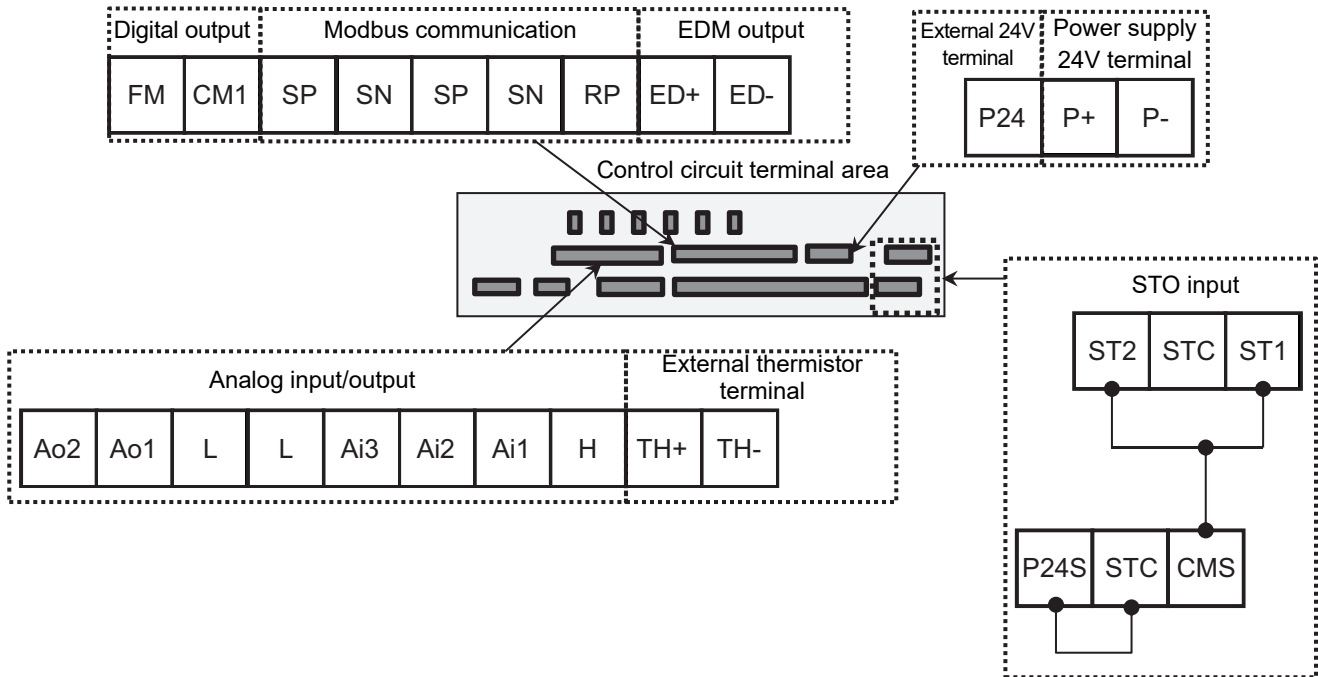 Digital output
Modbus communication
EDM output
FM CM1 SP SN SP SN RP ED+ ED-
External 24V
terminal
Power supply
24V terminal
P24 P+ P-
Control circuit terminal area
STO input
ST2 STC ST1
P24S STC CMS
Analog input/output
External thermistor
terminal
Ao2 Ao1 L L Ai3 Ai2 Ai1 H TH+ TH-